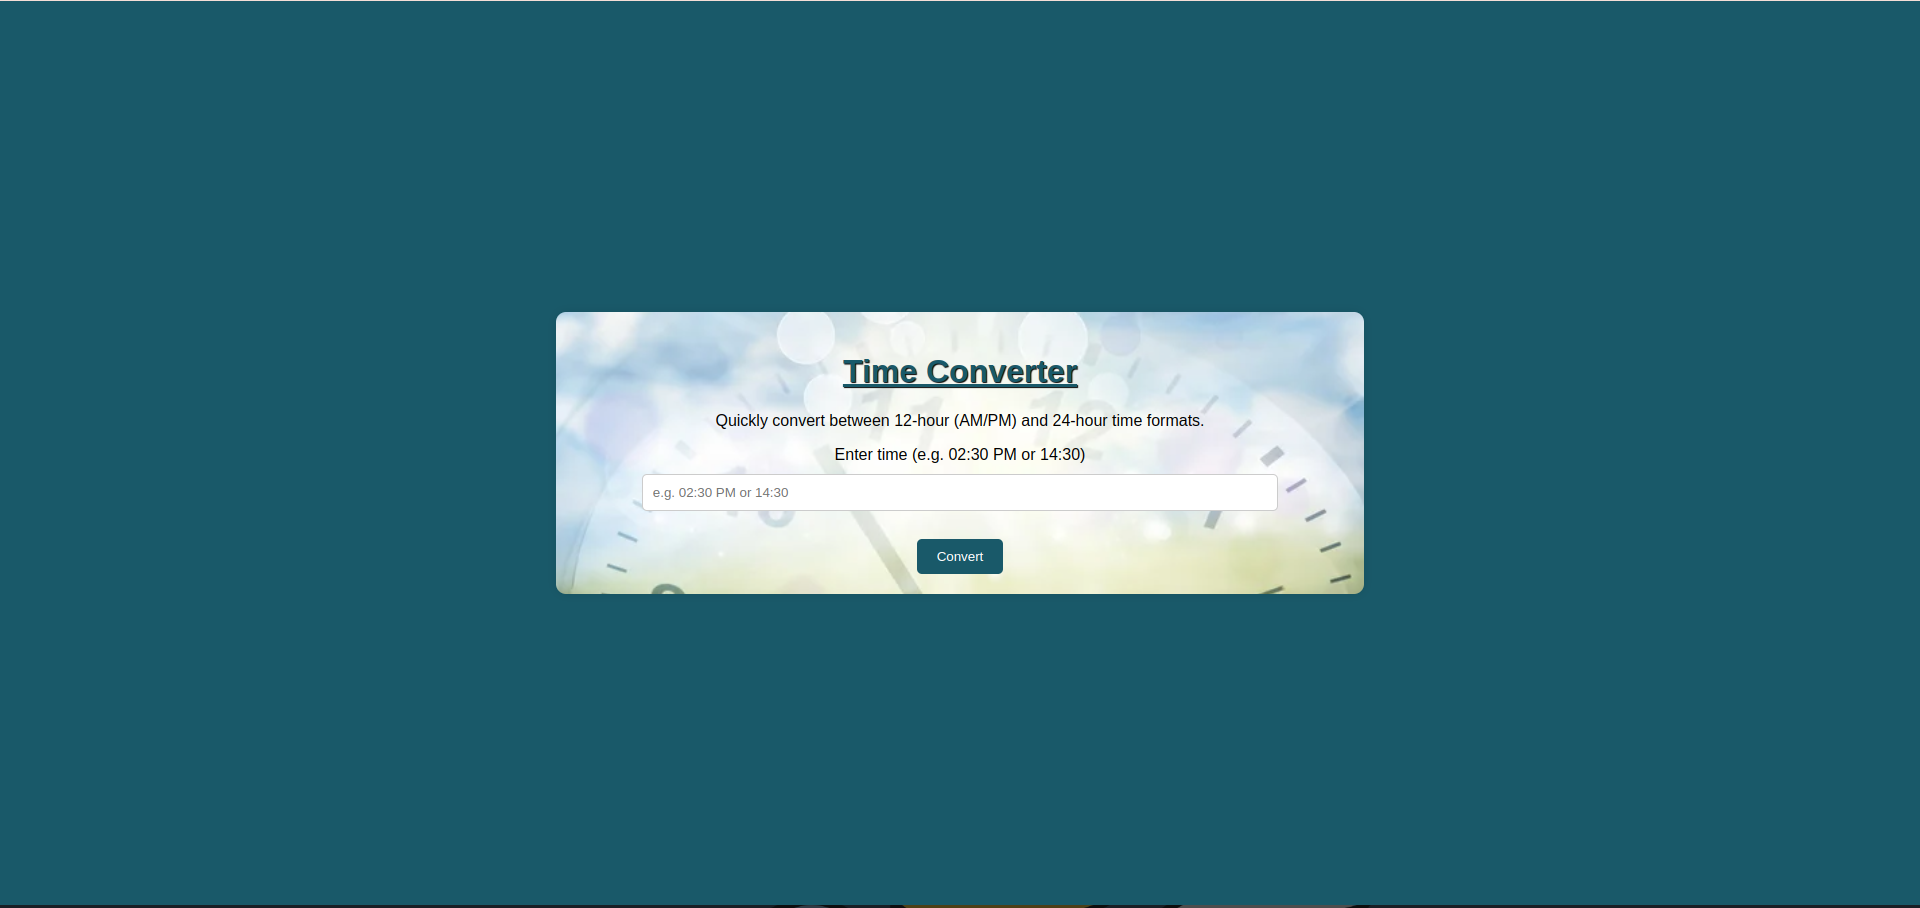 Time Converter
Quickly convert between 12-hour (AM/PM) and 24-hour time formats.
Enter time (e.g. 02:30 PM or 14:30)
e.g. 02:30 PM or 14:30
Convert